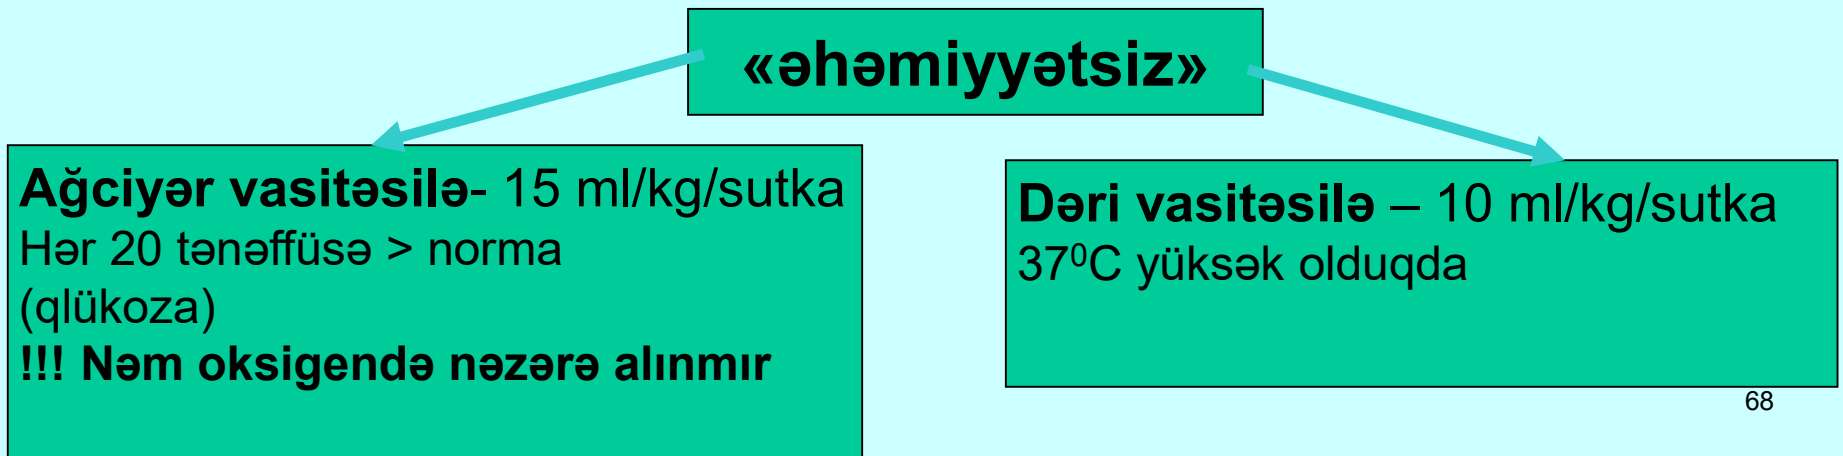 «əhəmiyyətsiz»
Ağciyər vasitəsilə- 15 ml/kg/sutka
Hər 20 tənəffüsə > norma
(qlükoza)
!!! Nəm oksigendə nəzərə alınmır
Dəri vasitəsilə – 10 ml/kg/sutka
37⁰C yüksək olduqda
68